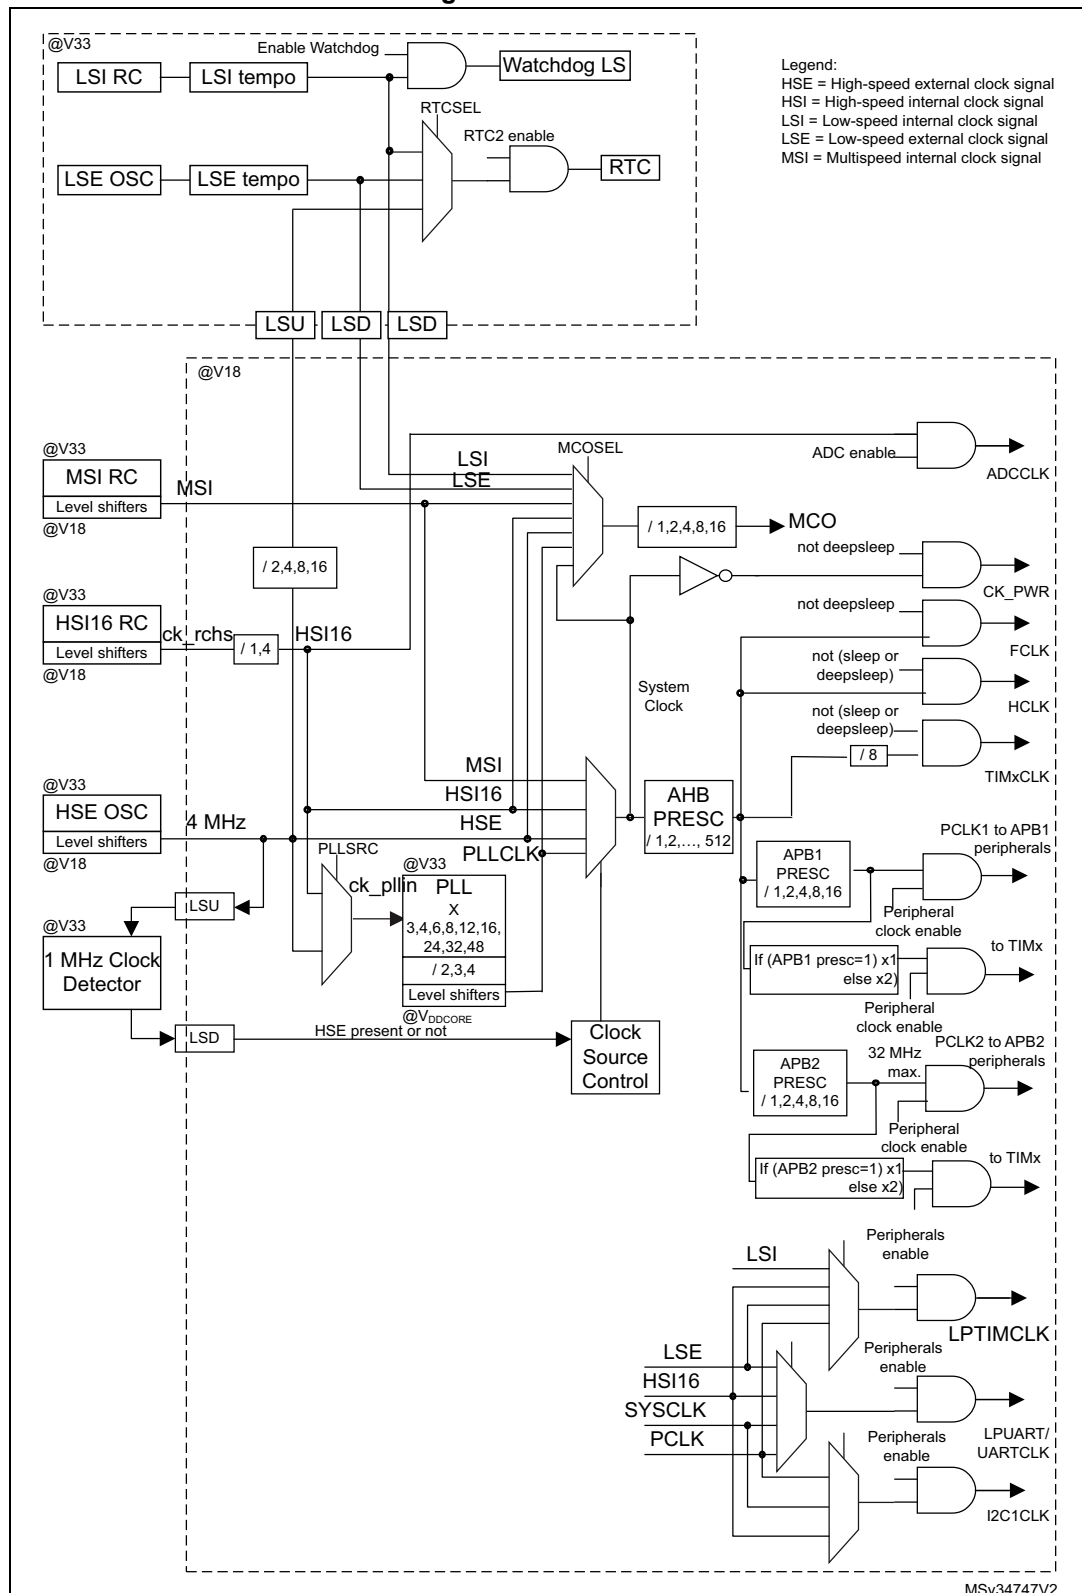 @V33
Enable Watchdog
LSI RC
LSI tempo
Watchdog LS
Legend:
HSE = High-speed external clock signal
HSI = High-speed internal clock signal
LSI = Low-speed internal clock signal
LSE = Low-speed external clock signal
MSI = Multispeed internal clock signal
RTCSEL
RTC2 enable
LSE OSC
LSE tempo
RTC
LSU
LSD
LSD
@V18
@V33
MSI RC
Level shifters
@V18
MSI
LSI
LSE
MCOSEL
ADC enable
ADCCLK
/ 1,2,4,8,16
MCO
/ 2,4,8,16
not deepsleep
CK_PWR
@V33
HSI16 RC
Level shifters
@V18
ck_rchs
/ 1,4
HSI16
not deepsleep
FCLK
System
Clock
not (sleep or
deepsleep)
HCLK
not (sleep or
deepsleep)
/ 8
TIMxCLK
@V33
HSE OSC
Level shifters
@V18
4 MHz
MSI
HSI16
HSE
PLLCLK
AHB
PRESC
/ 1,2,..., 512
PLLSRC
ck_pllin
@V33
PLL
X
3,4,6,8,12,16,
24,32,48
/ 2,3,4
Level shifters
@VDDCORE
APB1
PRESC
/ 1,2,4,8,16
PCLK1 to APB1
peripherals
Peripheral
clock enable
LSU
@V33
1 MHz Clock
Detector
LSD
HSE present or not
Clock
Source
Control
If (APB1 presc=1) x1
else x2)
to TIMx
Peripheral
clock enable
APB2
PRESC
/ 1,2,4,8,16
32 MHz
max.
PCLK2 to APB2
peripherals
Peripheral
clock enable
If (APB2 presc=1) x1
else x2)
to TIMx
LSI
Peripherals
enable
LPTIMCLK
LSE
HSI16
SYSCLK
PCLK
Peripherals
enable
LPUART/
UARTCLK
Peripherals
enable
I2C1CLK
MSv34747V2